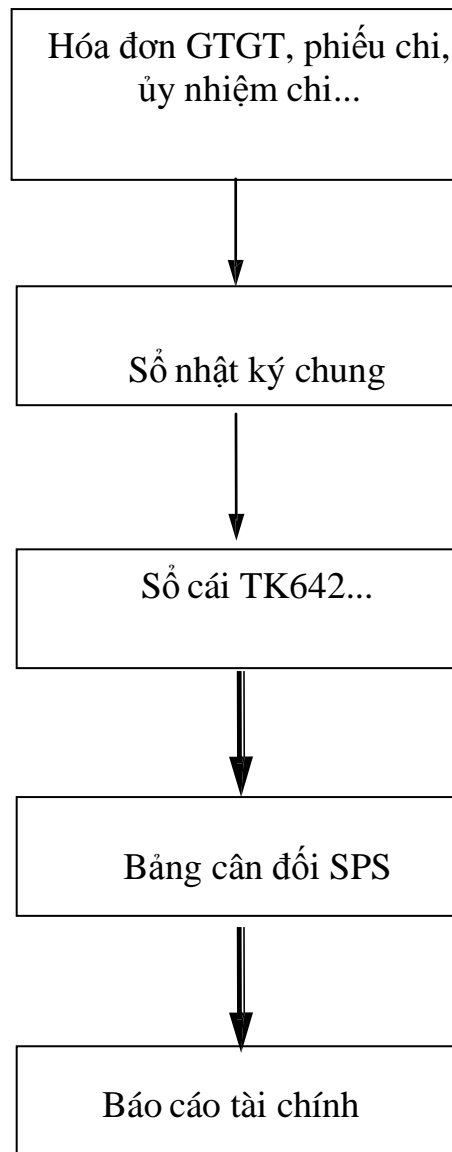 Hóa đơn GTGT, phiếu chi,
ủy nhiệm chi...
Sổ nhật ký chung
Sổ cái TK642...
Bảng cân đối SPS
Báo cáo tài chính